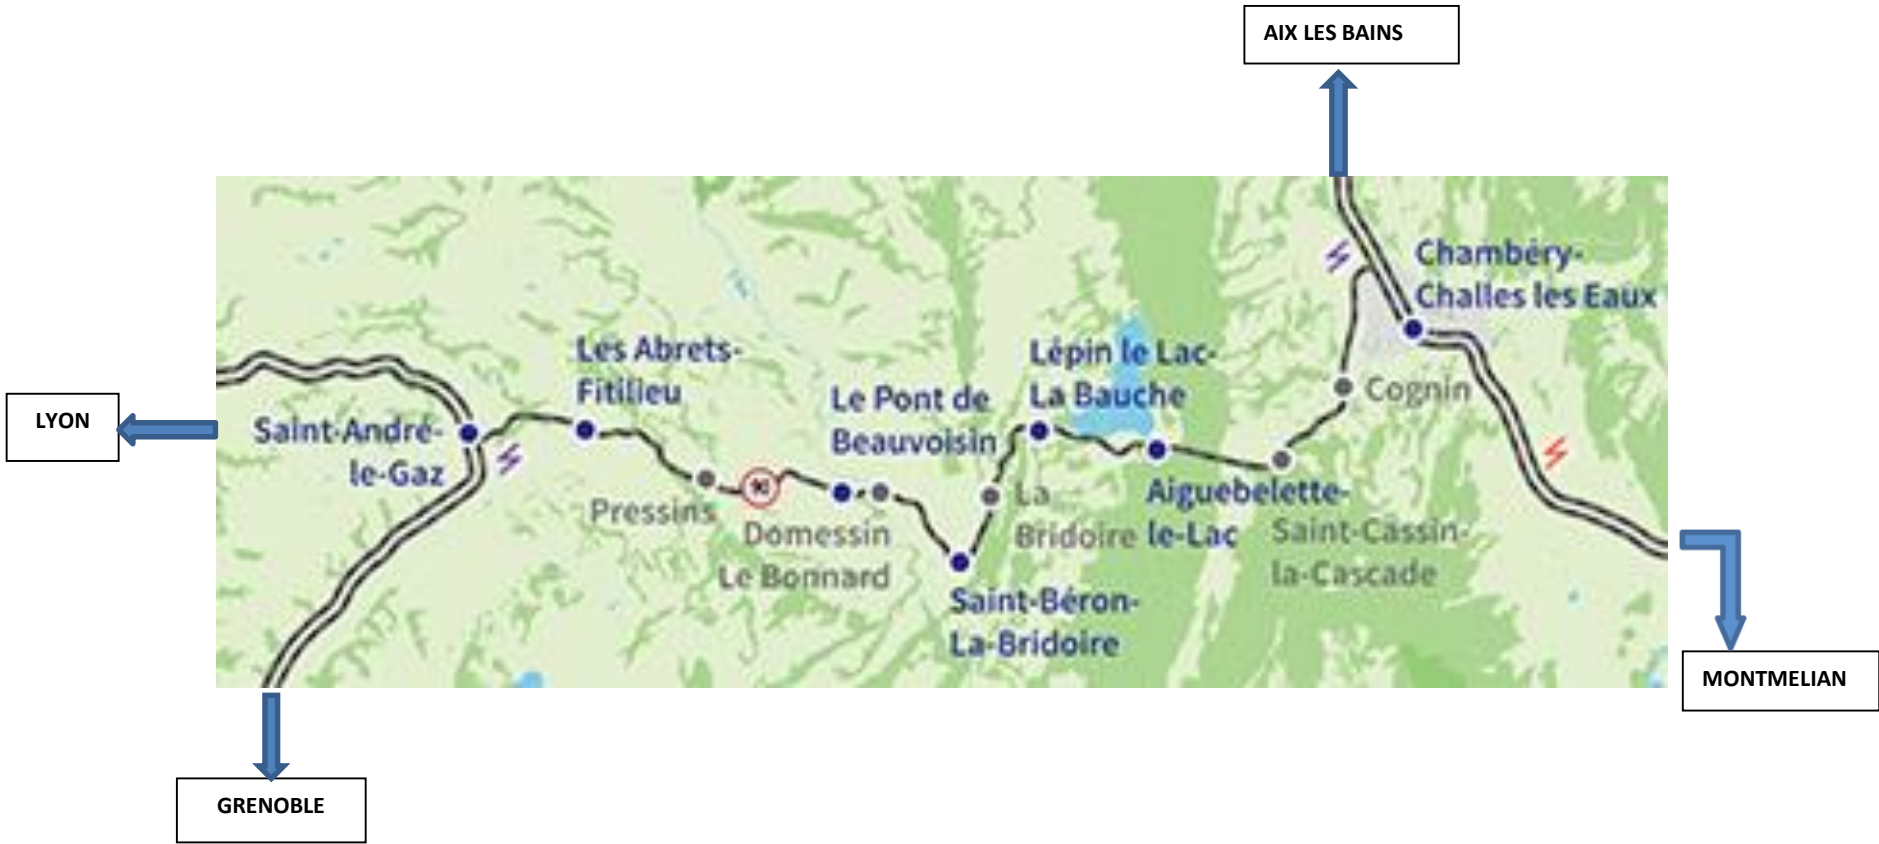 AIX LES BAINS
Chambéry-
Challes les Eaux
Les Abrets-
Fitilieu
Lépin le Lac-
La Bauche
Cognin
LYON
Saint-André-
le-Gaz
Le Pont de
Beauvoisin
Pressins
Domessin
Le Bonnard
La
Bridoire
Aiguebelette-
le-Lac
Saint-Cassin-
la-Cascade
Saint-Béron-
La-Bridoire
MONTMELIAN
GRENOBLE